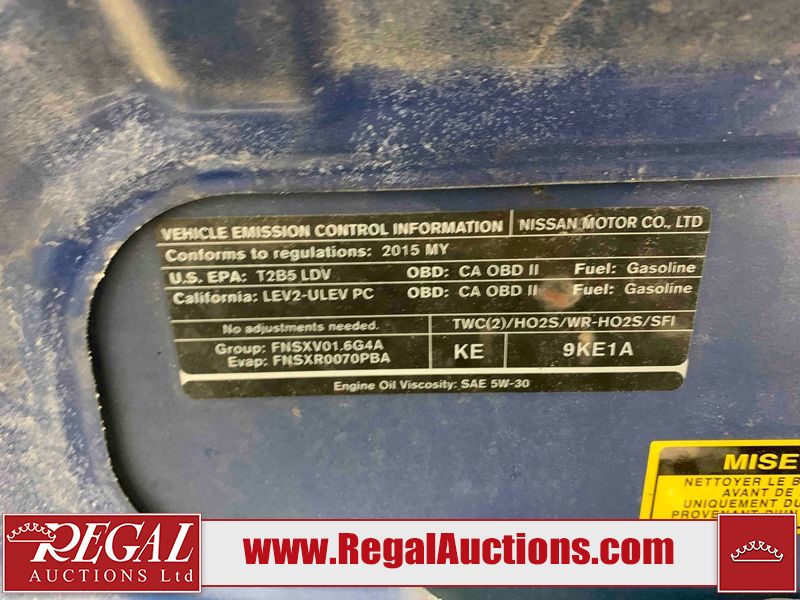 VEHICLE EMISSION CONTROL INFORMATION NISSAN MOTOR CO., LTD
Conforms to regulations: 2015 MY
U.S. EPA: T2B5 LDV OBD: CA OBD II Fuel: Gasoline
California: LEV2-ULEV PC OBD: CA OBD II Fuel: Gasoline
No adjustments needed. TWC(2)/HO2S/WR-HO2S/SFI
Group: FNSXV01.6G4A
Evap: FNSXR0070PBA
KE 9KE1A
Engine Oil Viscosity: SAE 5W-30
MISE
NETTOYER LE B
AVANT DE
UNIQUEMENT DU
PROVENANT D'UN
REGAL
AUCTIONS Ltd
www.RegalAuctions.com